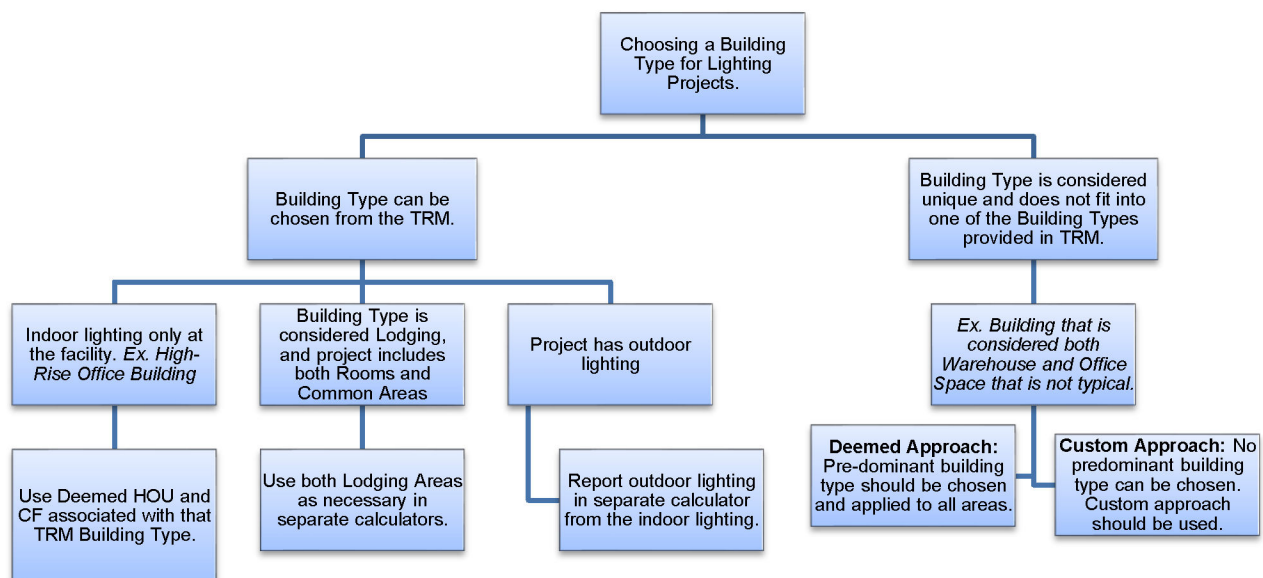 Choosing a Building
Type for Lighting
Projects.
Building Type can be
chosen from the TRM.
Building Type is considered
unique and does not fit into
one of the Building Types
provided in TRM.
Indoor lighting only at
the facility. Ex. High-
Rise Office Building
Building Type is
considered Lodging,
and project includes
both Rooms and
Common Areas
Project has outdoor
lighting
Ex. Building that is
considered both
Warehouse and Office
Space that is not typical.
Use Deemed HOU and
CF associated with that
TRM Building Type.
Use both Lodging Areas
as necessary in
separate calculators.
Report outdoor lighting
in separate calculator
from the indoor lighting.
Deemed Approach:
Pre-dominant building
type should be chosen
and applied to all areas.
Custom Approach: No
predominant building
type can be chosen.
Custom approach
should be used.